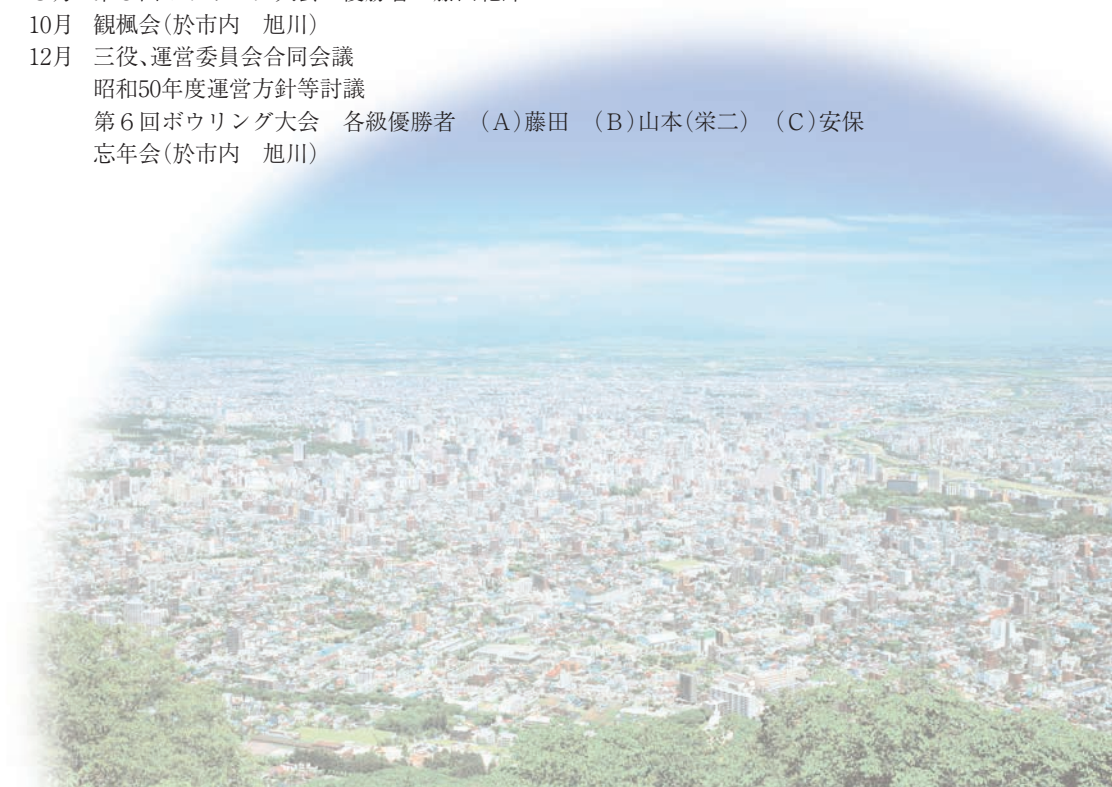 10月 観楓会(於市内 旭川)
12月 三役、運営委員会合同会議
昭和50年度運営方針等討議
第6回ボウリング大会 各級優勝者 (A)藤田 (B)山本(栄二) (C)安保
忘年会(於市内 旭川)